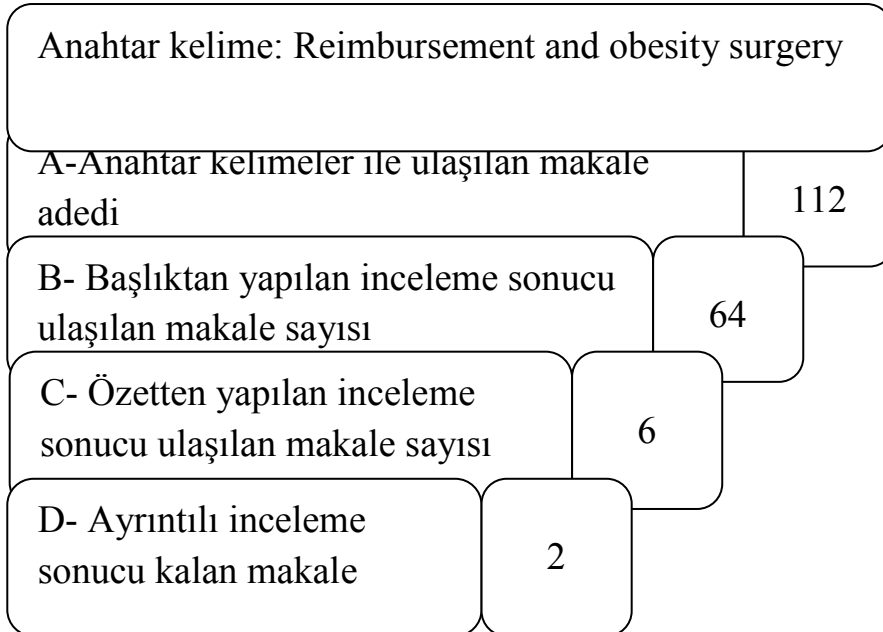 Anahtar kelime: Reimbursement and obesity surgery
A-Anahtar kelimeler ile ulaşılan makale
adedi
112
B- Başlıktan yapılan inceleme sonucu
ulaşılan makale sayısı
64
C- Özetten yapılan inceleme
sonucu ulaşılan makale sayısı
6
D- Ayrıntılı inceleme
sonucu kalan makale
2